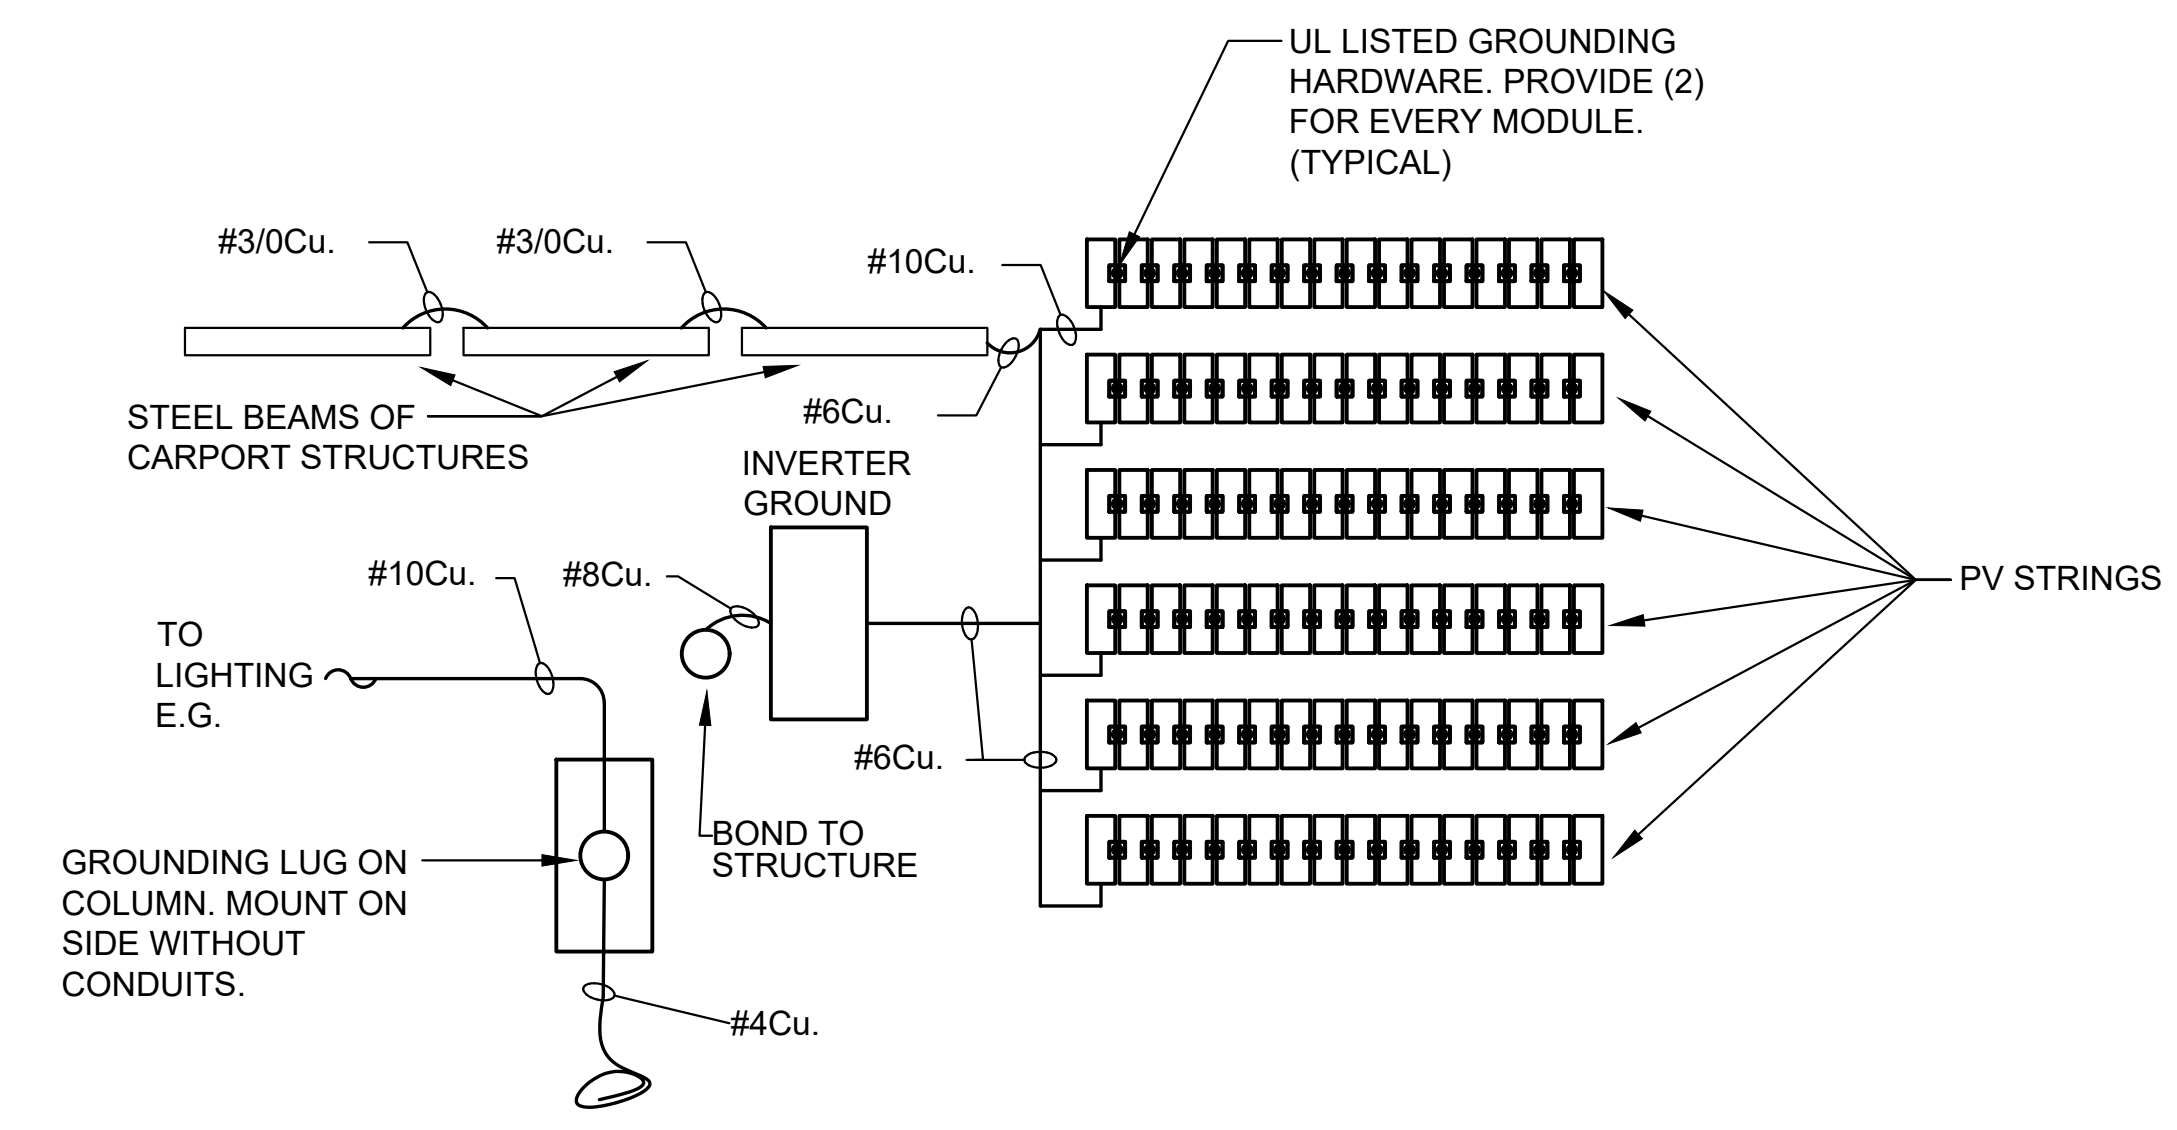 UL LISTED GROUNDING
HARDWARE. PROVIDE (2)
FOR EVERY MODULE.
(TYPICAL)
#3/0Cu.
#3/0Cu.
#10Cu.
#6Cu.
STEEL BEAMS OF
CARPORT STRUCTURES
INVERTER
GROUND
#10Cu.
#8Cu.
PV STRINGS
TO
LIGHTING
E.G.
#6Cu.
BOND TO
STRUCTURE
GROUNDING LUG ON
COLUMN. MOUNT ON
SIDE WITHOUT
CONDUITS.
#4Cu.